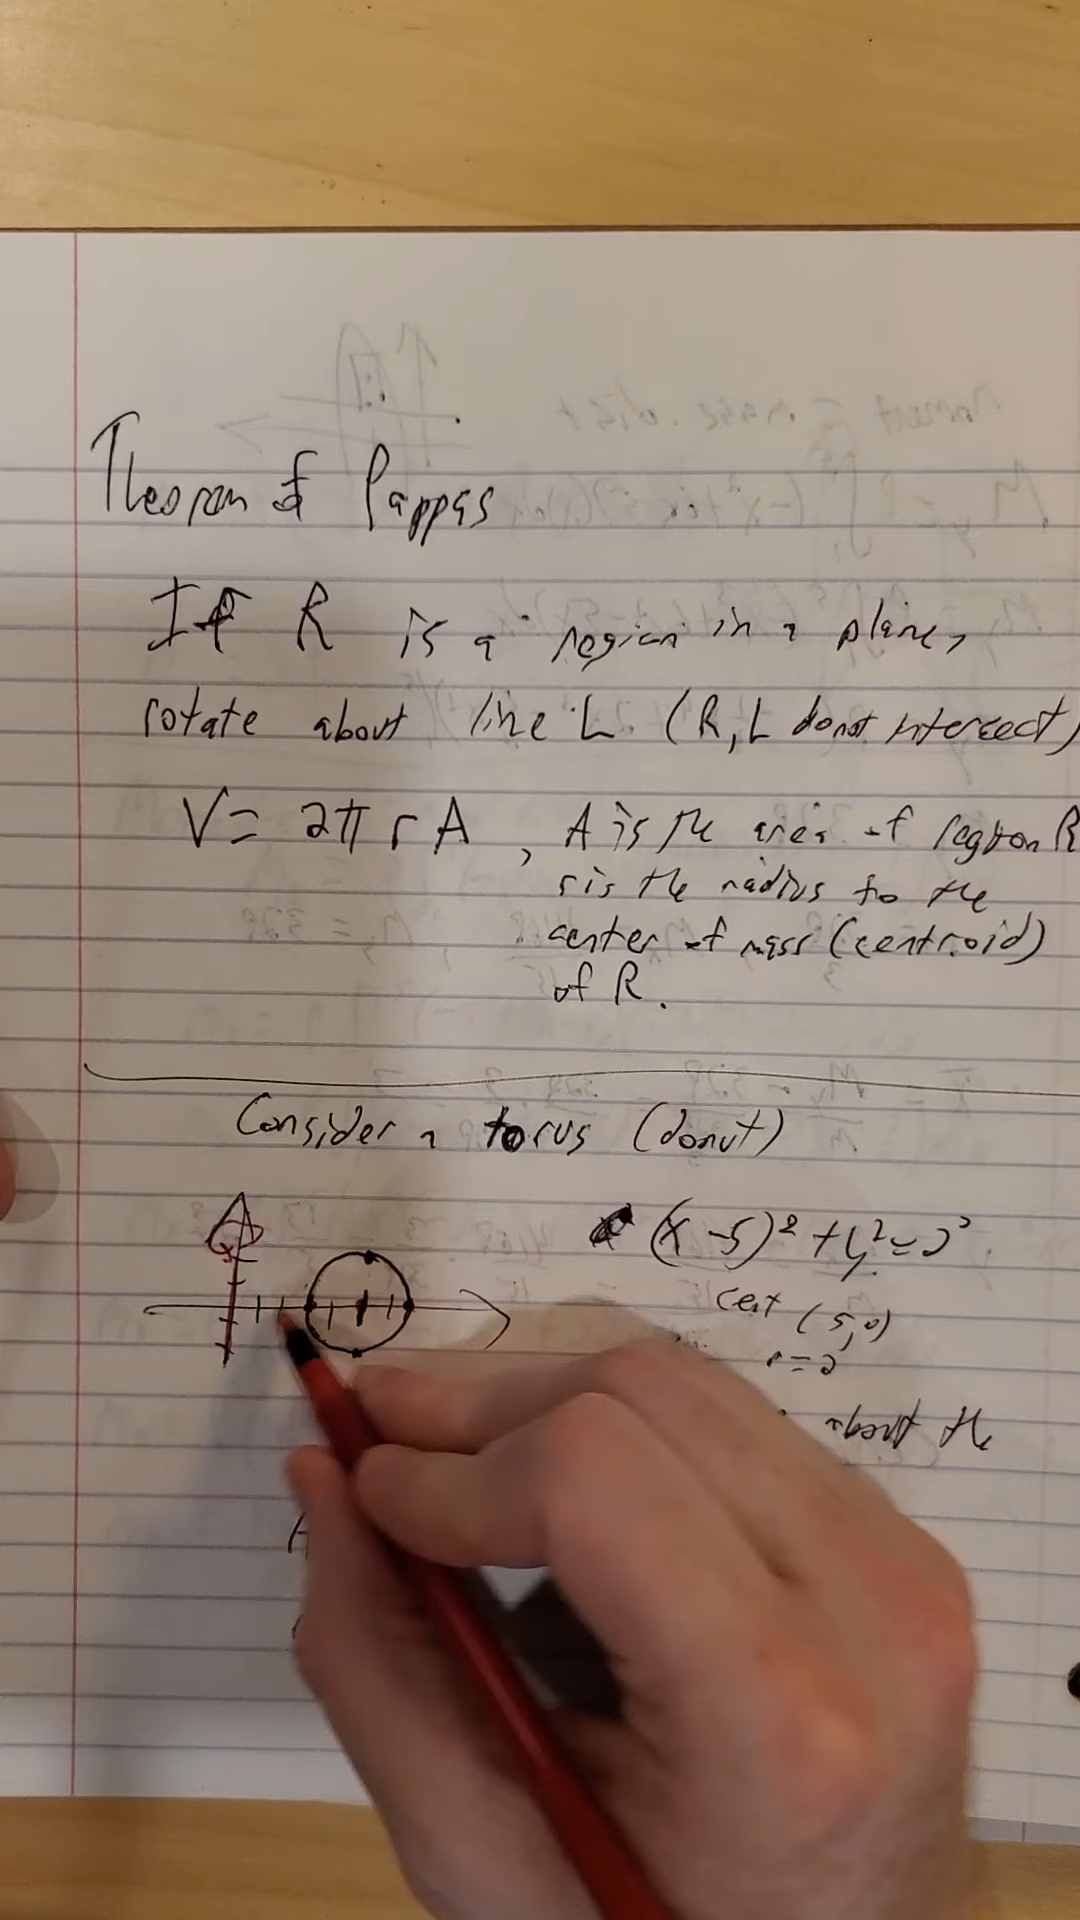 Theorem of Pappas
If R is a region in a plane,
rotate about line L (R, L do not intersect)
V = 2π r A, A is the area of region R
r is the radius to the
center of mass (centroid)
of R.
Consider a torus (donut)
(x-5)² + y² = 2²
cent (5,0)
r=2
about the
A